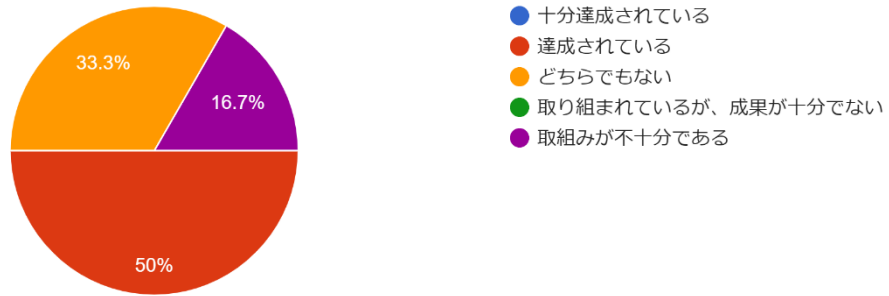 33.3%
16.7%
50%
十分達成されている
達成されている
どちらでもない
取り組まれているが、成果が十分でない
取組みが不十分である